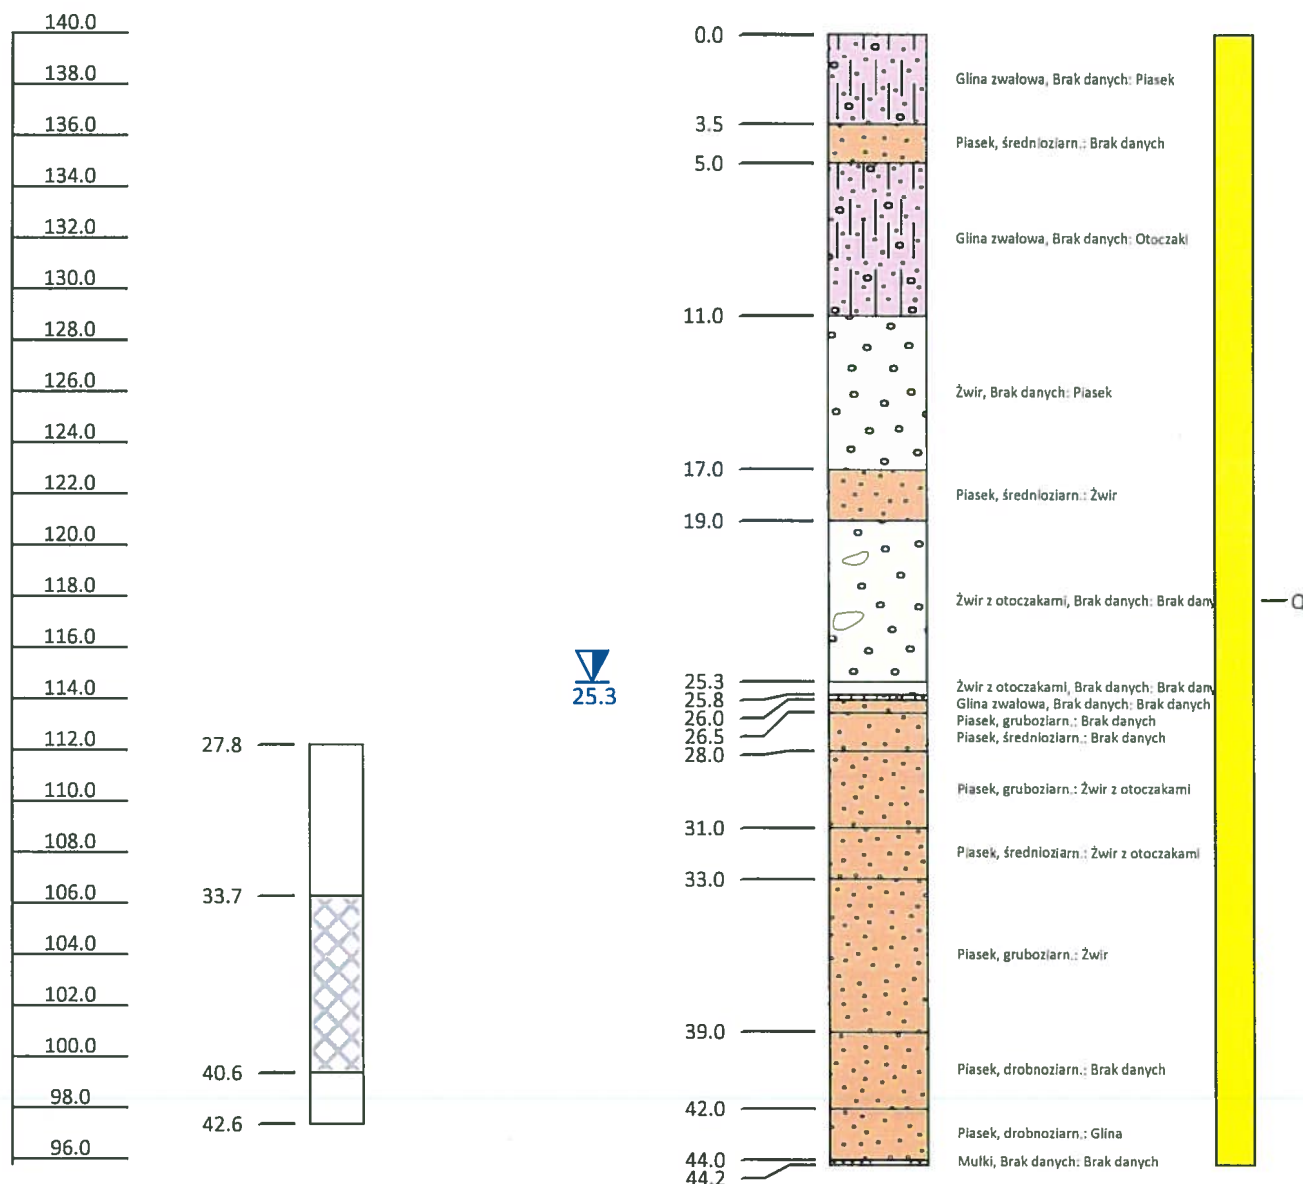 140.0
138.0
136.0
134.0
132.0
130.0
128.0
126.0
124.0
122.0
120.0
118.0
116.0
114.0
112.0
110.0
108.0
106.0
104.0
102.0
100.0
98.0
96.0
27.8
33.7
40.6
42.6
25.3
0.0
3.5
5.0
11.0
17.0
19.0
25.3
25.8
26.0
26.5
28.0
31.0
33.0
39.0
42.0
44.0
44.2
Glina zwałowa, Brak danych: Piasek
Piasek, średnioziarn.: Brak danych
Glina zwałowa, Brak danych: Otoczaki
Żwir, Brak danych: Piasek
Piasek, średnioziarn.: Żwir
Żwir z otoczakami, Brak danych: Brak dany
Żwir z otoczakami, Brak danych: Brak dany
Glina zwałowa, Brak danych: Brak danych
Piasek, gruboziarn.: Brak danych
Piasek, średnioziarn.: Brak danych
Piasek, gruboziarn.: Żwir z otoczakami
Piasek, średnioziarn.: Żwir z otoczakami
Piasek, gruboziarn.: Żwir
Piasek, drobnoziarn.: Brak danych
Piasek, drobnoziarn.: Glina
Mułki, Brak danych: Brak danych